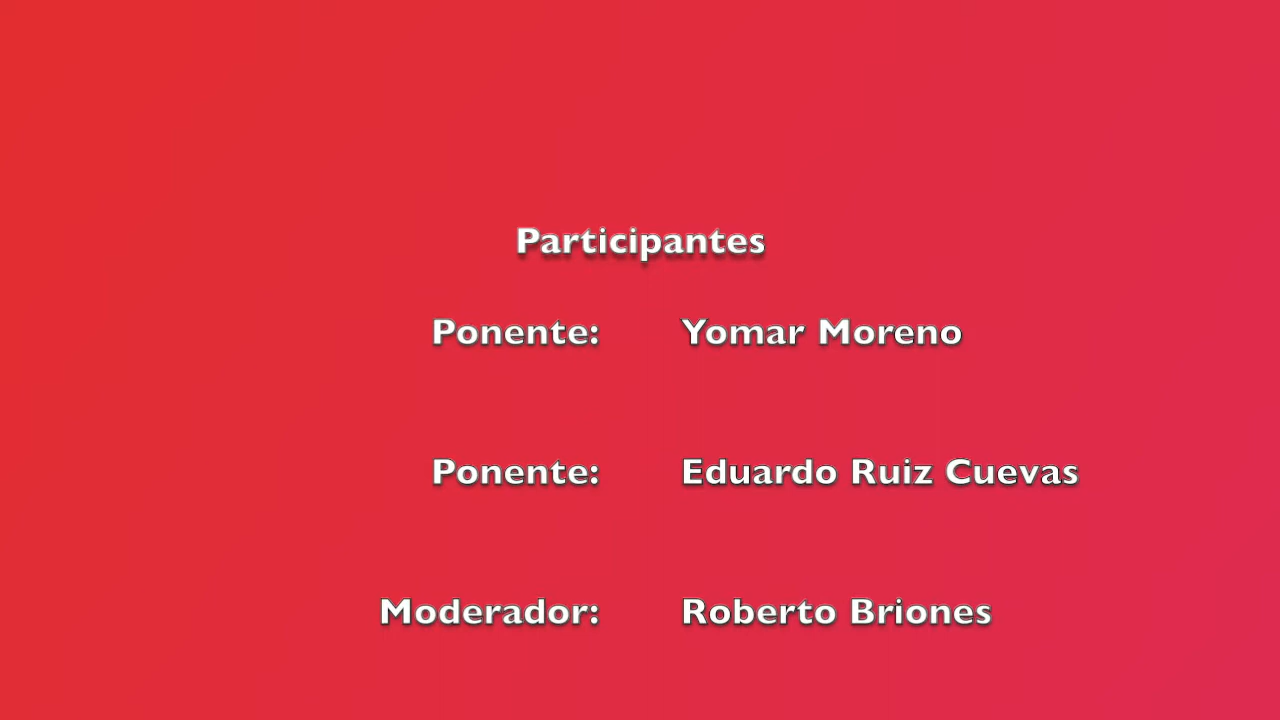 Participantes
Ponente: Yomar Moreno
Ponente: Eduardo Ruiz Cuevas
Moderador: Roberto Briones